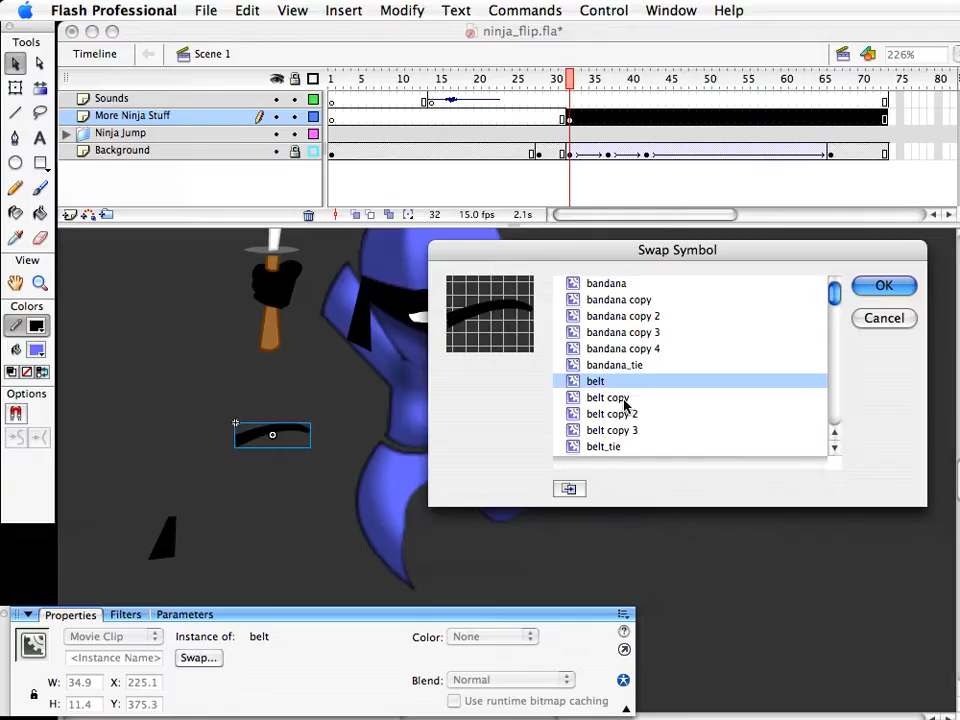 Flash Professional File Edit View Insert Modify Text Commands Control Window Help
Tools
ninja_flip.fla*
Timeline Scene 1 226%
1 5 10 15 20 25 30 35 40 45 50 55 60 65 70 75 80
Sounds
More Ninja Stuff
Ninja Jump
Background
32 15.0 fps 2.1s
View
Colors
Options
Swap Symbol
bandana
bandana copy
bandana copy 2
bandana copy 3
bandana copy 4
bandana_tie
belt
belt copy
belt copy 2
belt copy 3
belt_tie
OK
Cancel
Properties Filters Parameters
Movie Clip Instance of: belt Color: None
<Instance Name> Swap...
W: 34.9 X: 225.1 Blend: Normal
H: 11.4 Y: 375.3 Use runtime bitmap caching